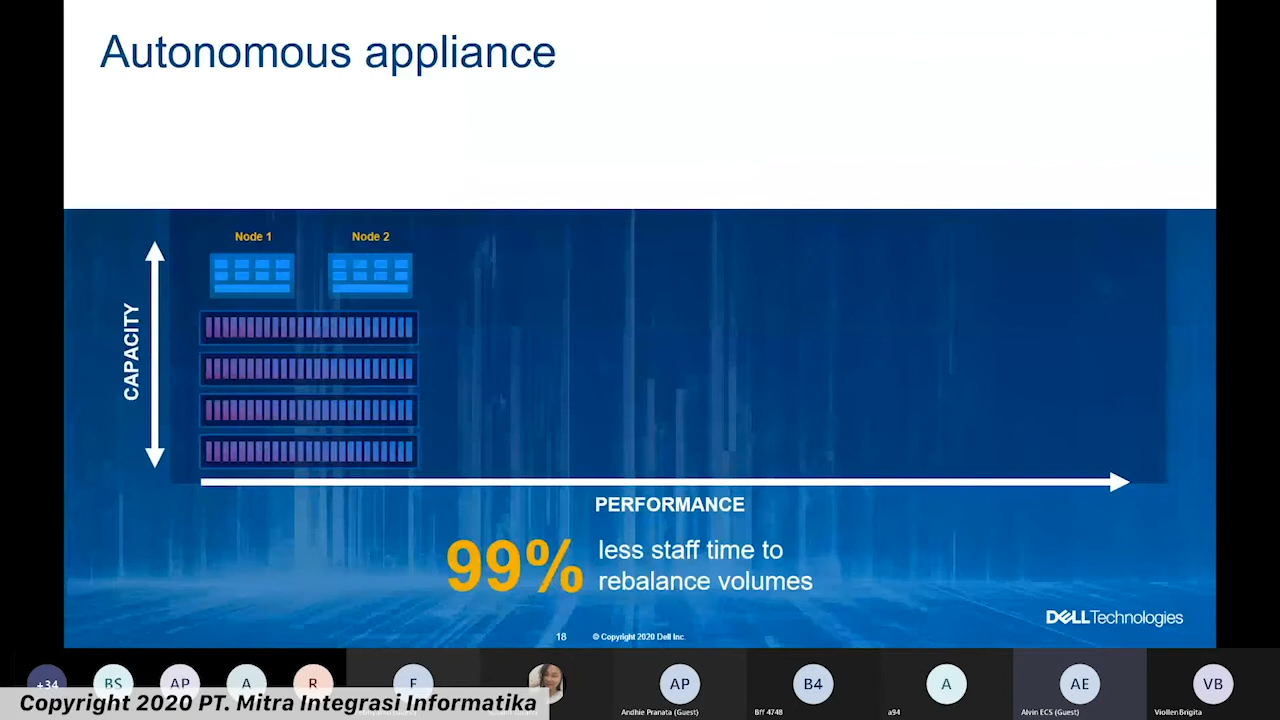 Autonomous appliance
Node 1
Node 2
CAPACITY
PERFORMANCE
99%
less staff time to
rebalance volumes
DELLTechnologies
18
© Copyright 2020 Dell Inc.
+34
BS
AP
A
R
F
AP
B4
A
AE
VB
Andhie Pranata (Guest)
Bff 4748
a94
Alvin ECS (Guest)
Viollen Brigita
Copyright 2020 PT. Mitra Integrasi Informatika